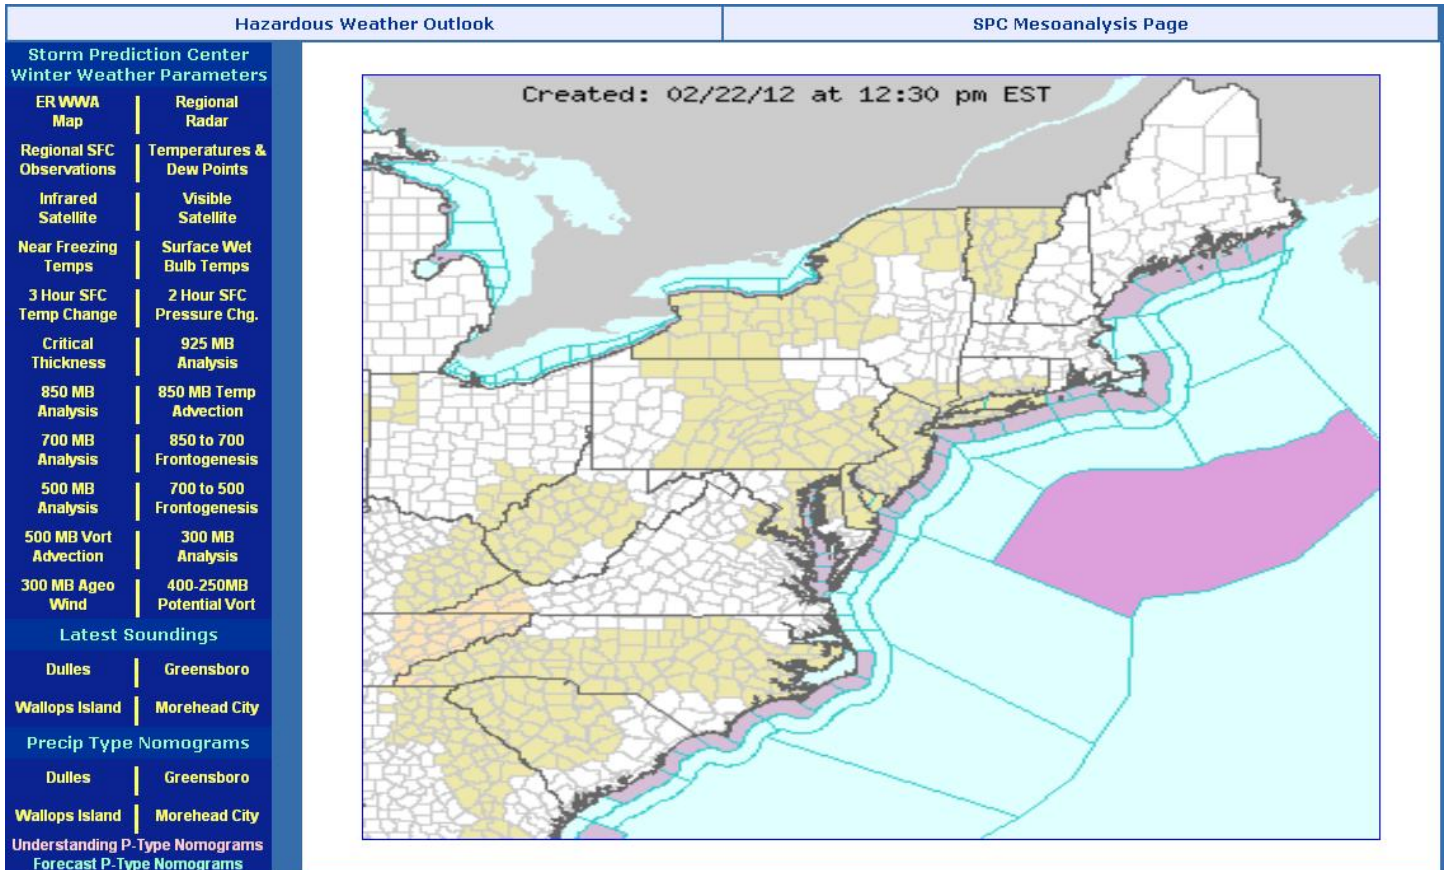 Hazardous Weather Outlook
SPC Mesoanalysis Page
Storm Prediction Center
Winter Weather Parameters
ER WWA
Map
Regional
Radar
Regional SFC
Observations
Temperatures &
Dew Points
Infrared
Satellite
Visible
Satellite
Near Freezing
Temps
Surface Wet
Bulb Temps
3 Hour SFC
Temp Change
2 Hour SFC
Pressure Chg.
Critical
Thickness
925 MB
Analysis
850 MB
Analysis
850 MB Temp
Advection
700 MB
Analysis
850 to 700
Frontogenesis
500 MB
Analysis
700 to 500
Frontogenesis
500 MB Vort
Advection
300 MB
Analysis
300 MB Ageo
Wind
400-250MB
Potential Vort
Latest Soundings
Dulles
Greensboro
Wallops Island
Morehead City
Precip Type Nomograms
Dulles
Greensboro
Wallops Island
Morehead City
Understanding P-Type Nomograms
Forecast P-Type Nomograms
Created: 02/22/12 at 12:30 pm EST